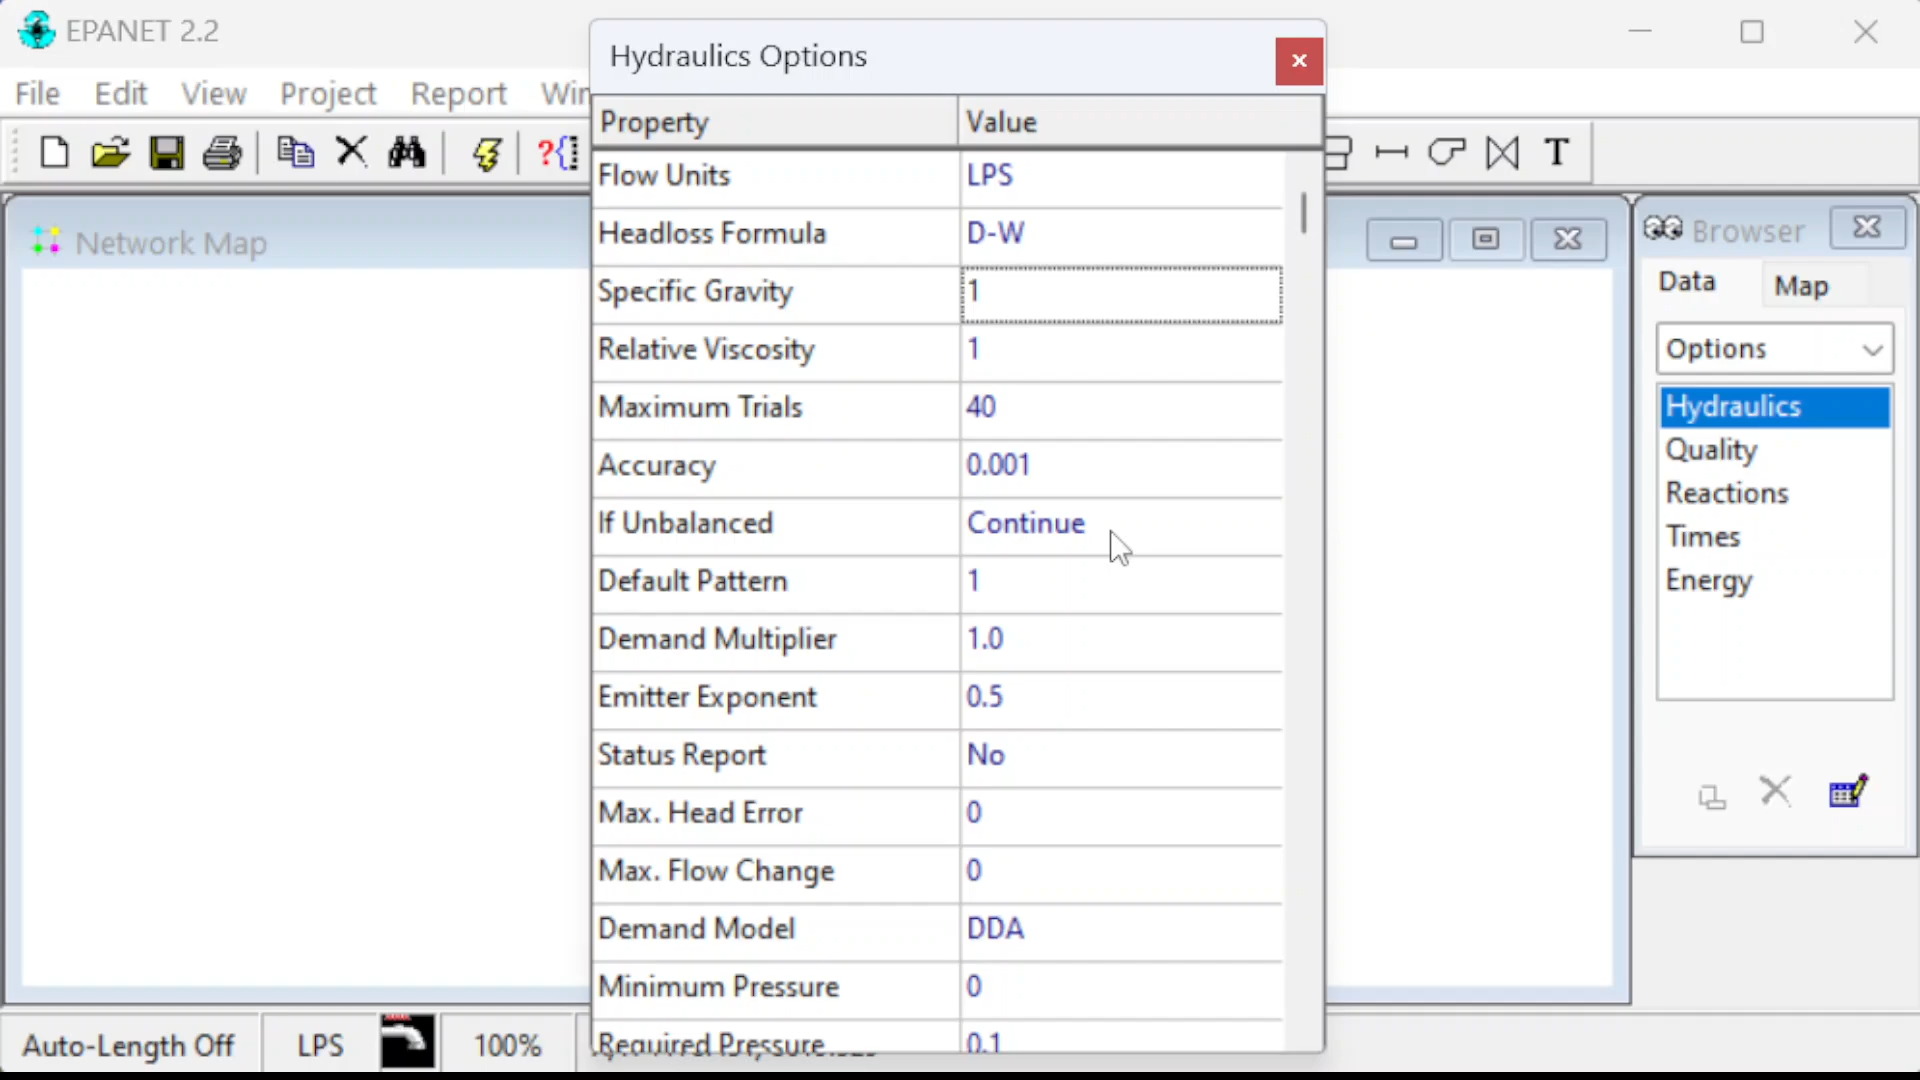 EPANET 2.2
File Edit View Project Report
Hydraulics Options
Property Value
Flow Units LPS
Headloss Formula D-W
Specific Gravity 1
Relative Viscosity 1
Maximum Trials 40
Accuracy 0.001
If Unbalanced Continue
Default Pattern 1
Demand Multiplier 1.0
Emitter Exponent 0.5
Status Report No
Max. Head Error 0
Max. Flow Change 0
Demand Model DDA
Minimum Pressure 0
Required Pressure 0.1
T
Network Map
Browser
Data Map
Options
Hydraulics
Quality
Reactions
Times
Energy
Auto-Length Off LPS 100%